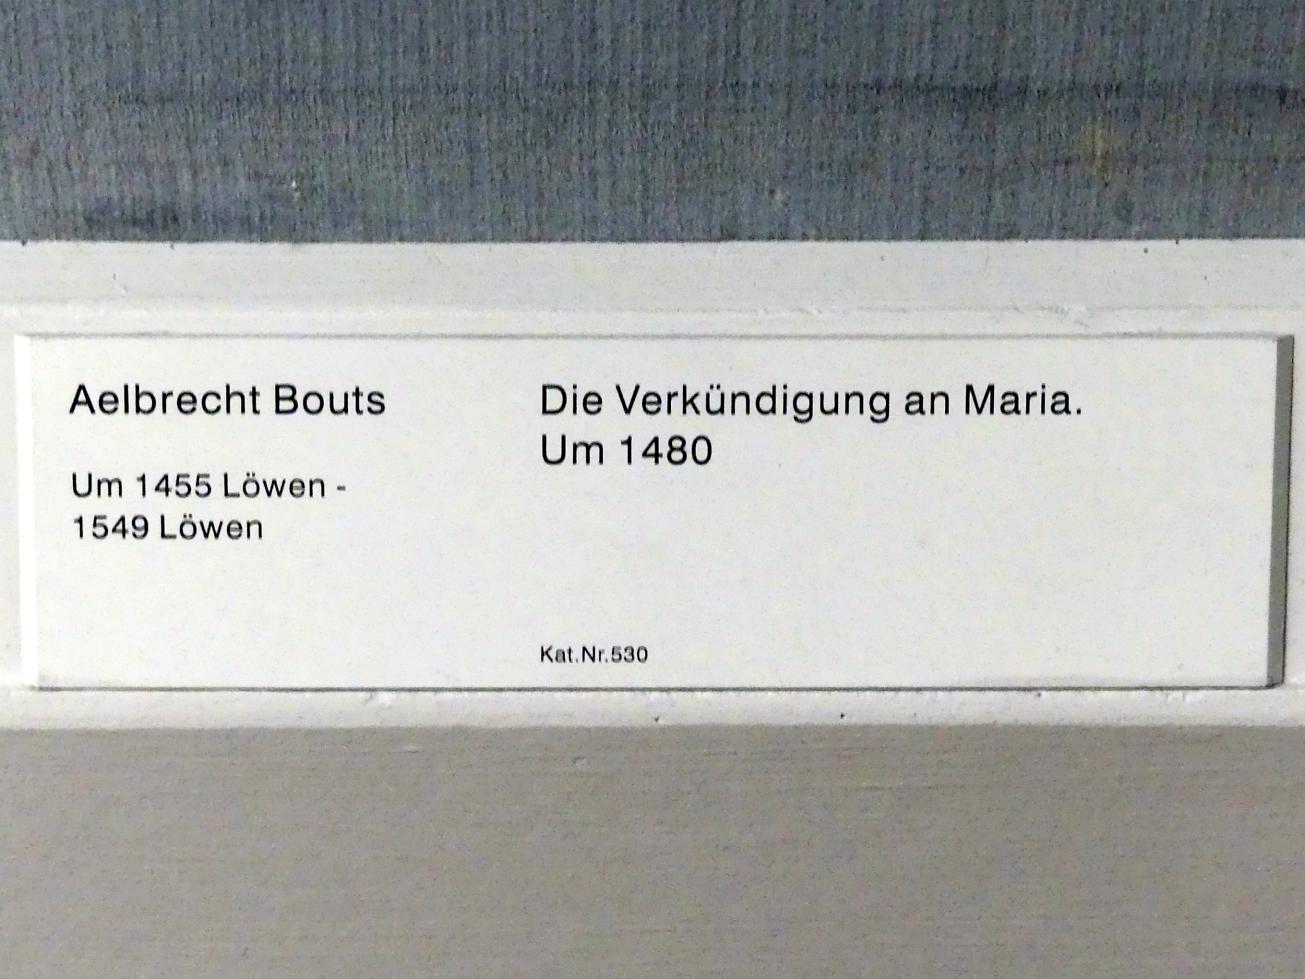 Aelbrecht Bouts
Um 1455 Löwen -
1549 Löwen
Die Verkündigung an Maria.
Um 1480
Kat.Nr.530